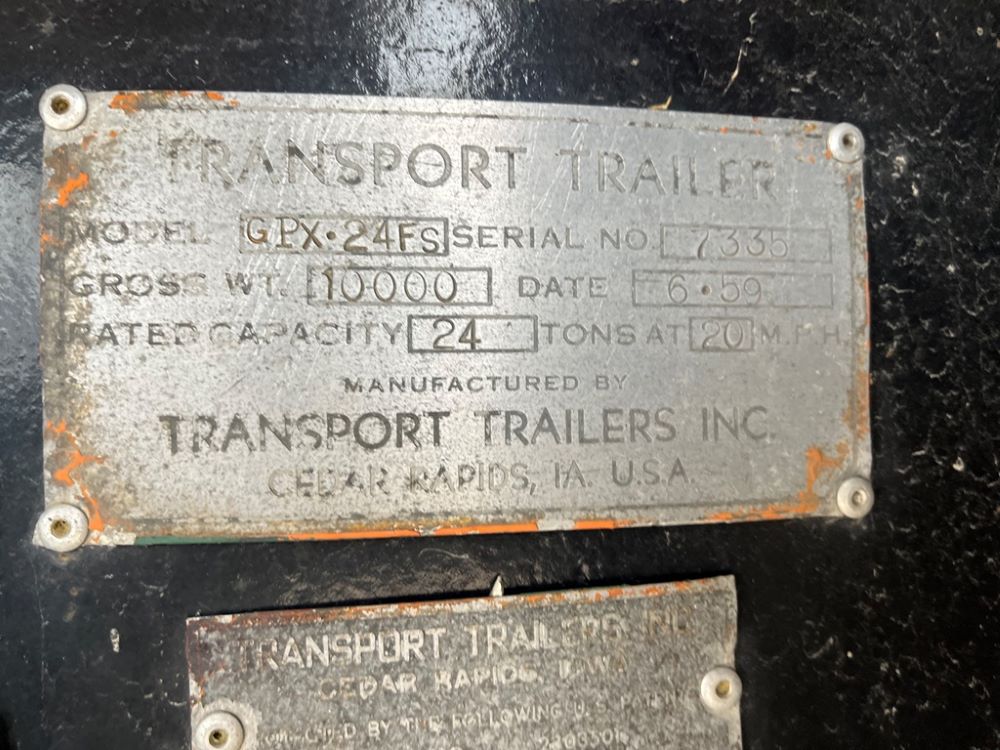 TRANSPORT TRAILER
MODEL GPX·24FS SERIAL NO. 7335
GROSS WT. 10000 DATE 6·59
RATED CAPACITY 24 TONS AT 20 M.P.H.
MANUFACTURED BY
TRANSPORT TRAILERS INC.
CEDAR RAPIDS, IA. U.S.A.
TRANSPORT TRAILERS INC
CEDAR RAPIDS, IOWA
BY THE FOLLOWING U.S.